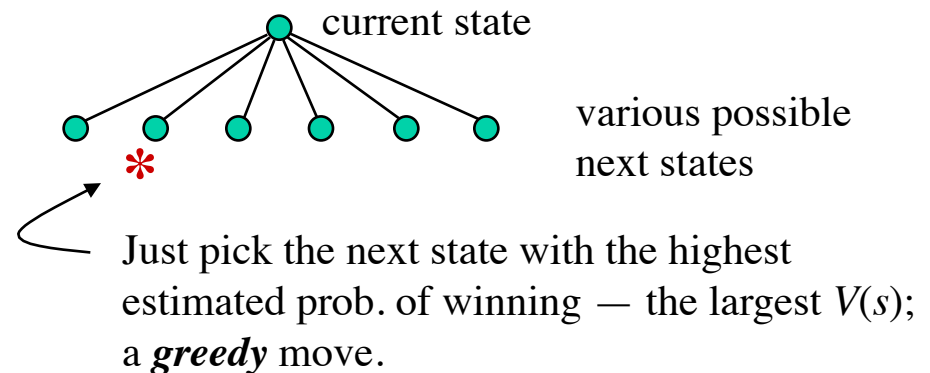 current state
various possible
next states
*
Just pick the next state with the highest
estimated prob. of winning — the largest V(s);
a greedy move.